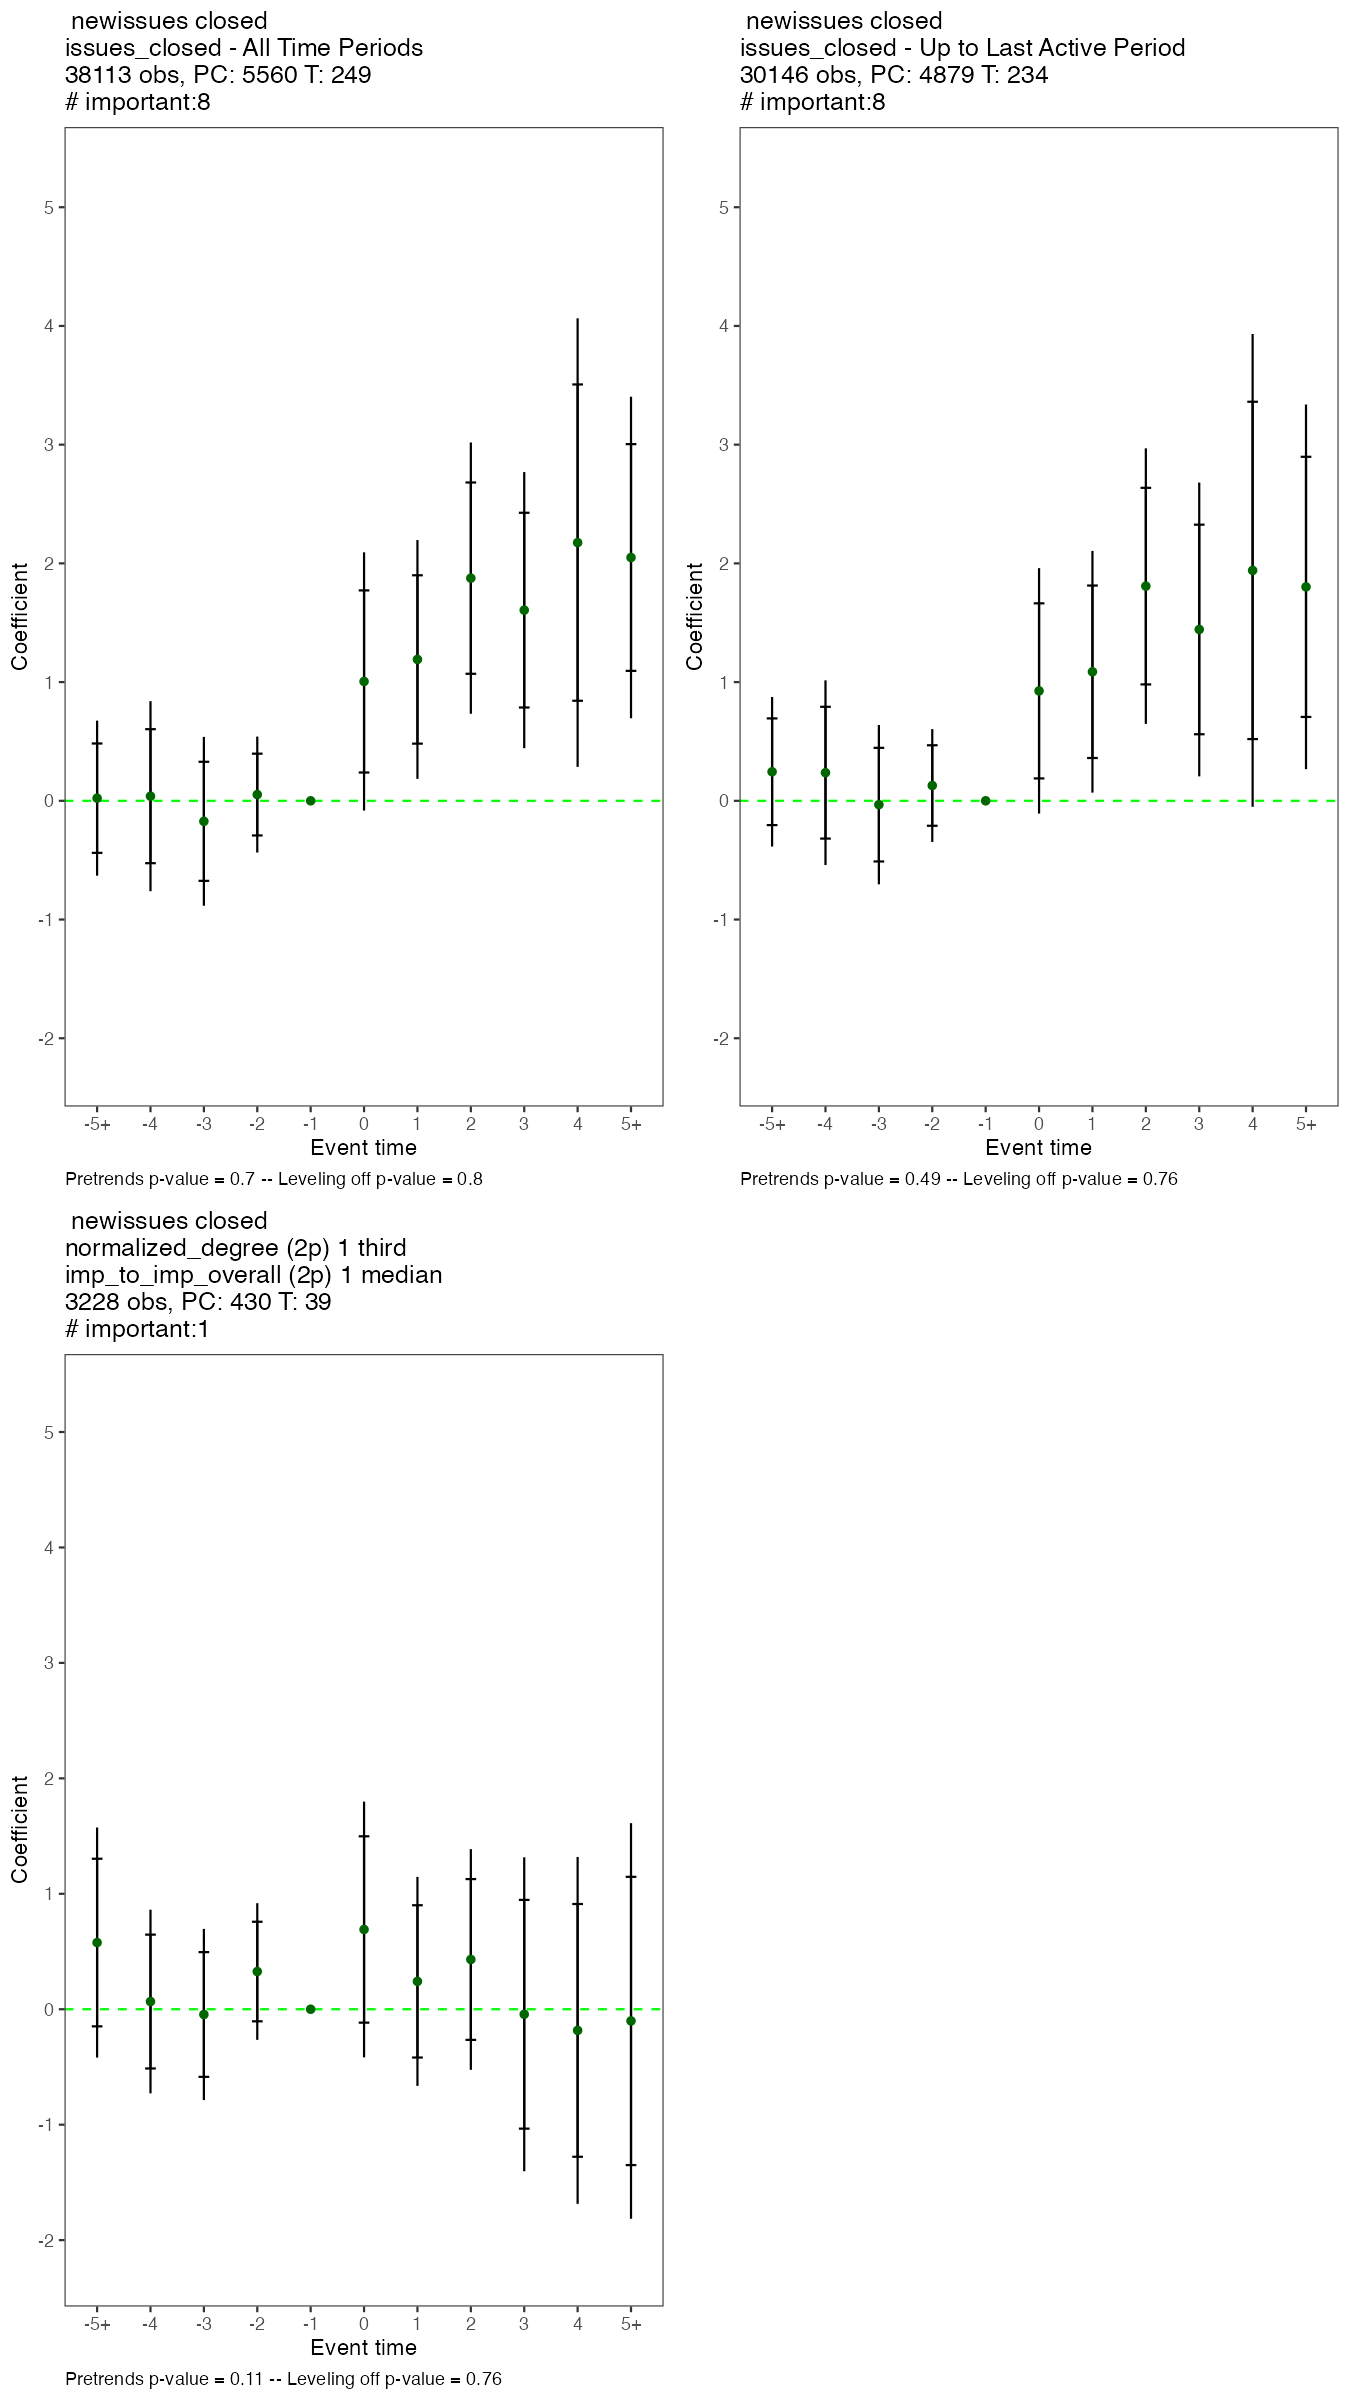 newissues closed
issues_closed - All Time Periods
38113 obs, PC: 5560 T: 249
# important:8
5
4
3
2
1
0
-1
-2
Coefficient
-5+ -4 -3 -2 -1 0 1 2 3 4 5+
Event time
Pretrends p-value = 0.7 -- Leveling off p-value = 0.8
newissues closed
issues_closed - Up to Last Active Period
30146 obs, PC: 4879 T: 234
# important:8
5
4
3
2
1
0
-1
-2
Coefficient
-5+ -4 -3 -2 -1 0 1 2 3 4 5+
Event time
Pretrends p-value = 0.49 -- Leveling off p-value = 0.76
newissues closed
normalized_degree (2p) 1 third
imp_to_imp_overall (2p) 1 median
3228 obs, PC: 430 T: 39
# important:1
5
4
3
2
1
0
-1
-2
Coefficient
-5+ -4 -3 -2 -1 0 1 2 3 4 5+
Event time
Pretrends p-value = 0.11 -- Leveling off p-value = 0.76